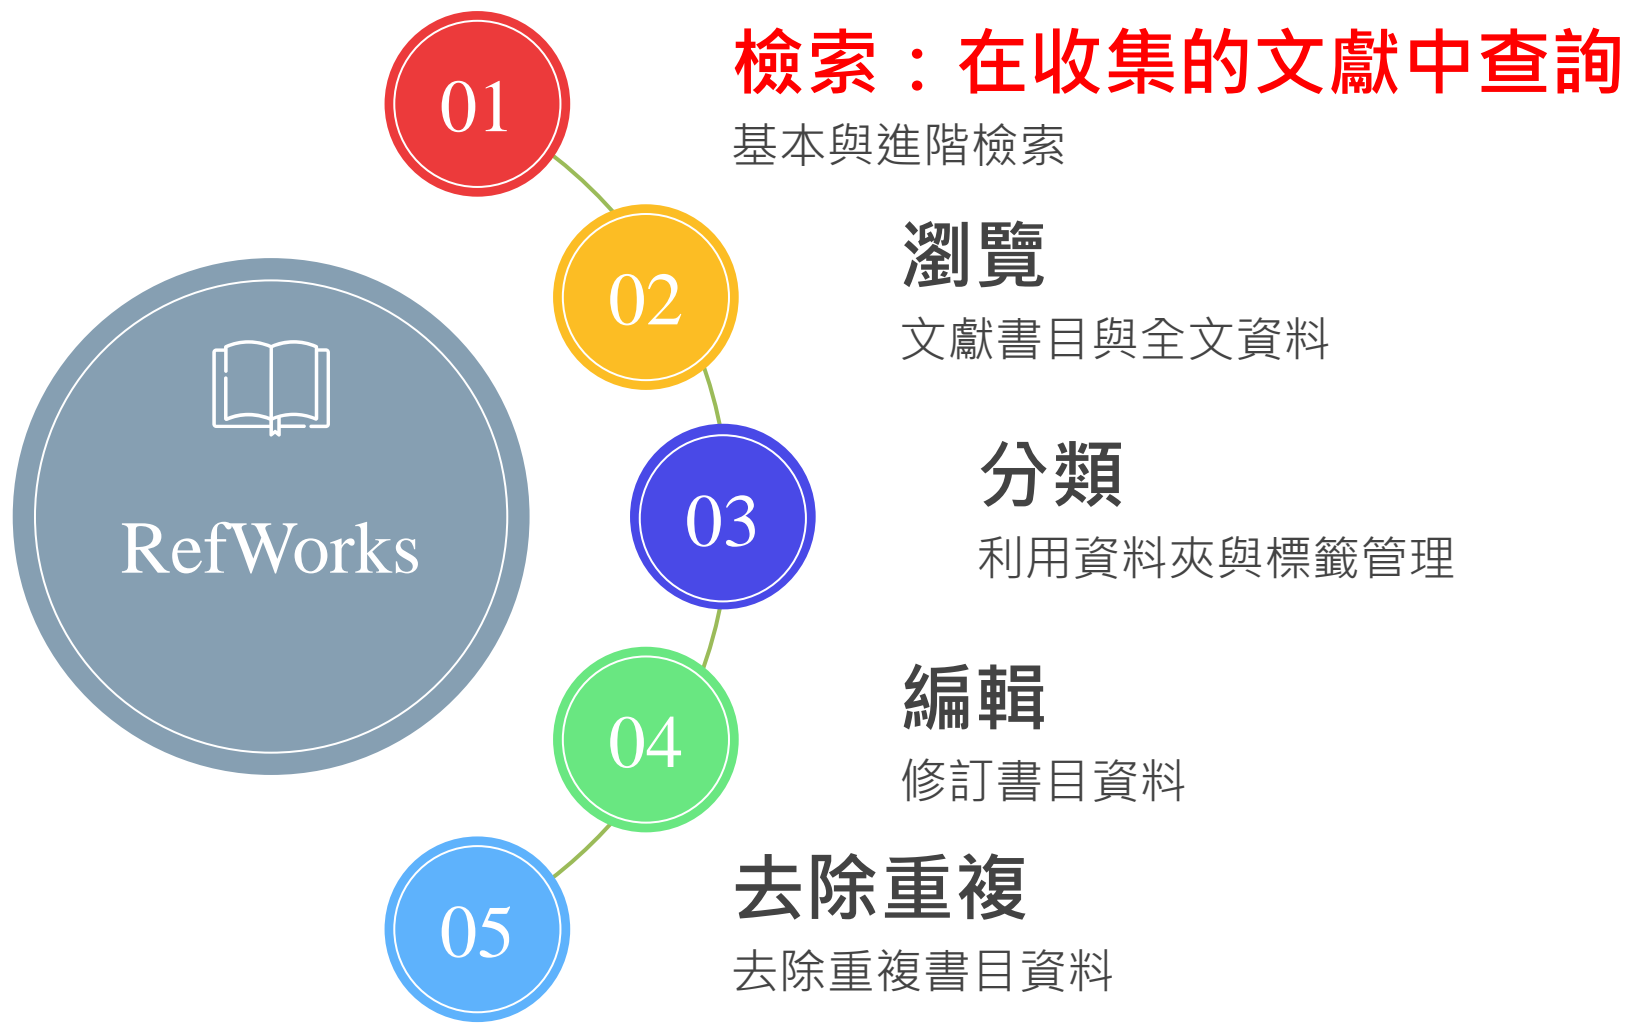 RefWorks
01
檢索：在收集的文獻中查詢
基本與進階檢索
02
瀏覽
文獻書目與全文資料
03
分類
利用資料夾與標籤管理
04
編輯
修訂書目資料
05
去除重複
去除重複書目資料